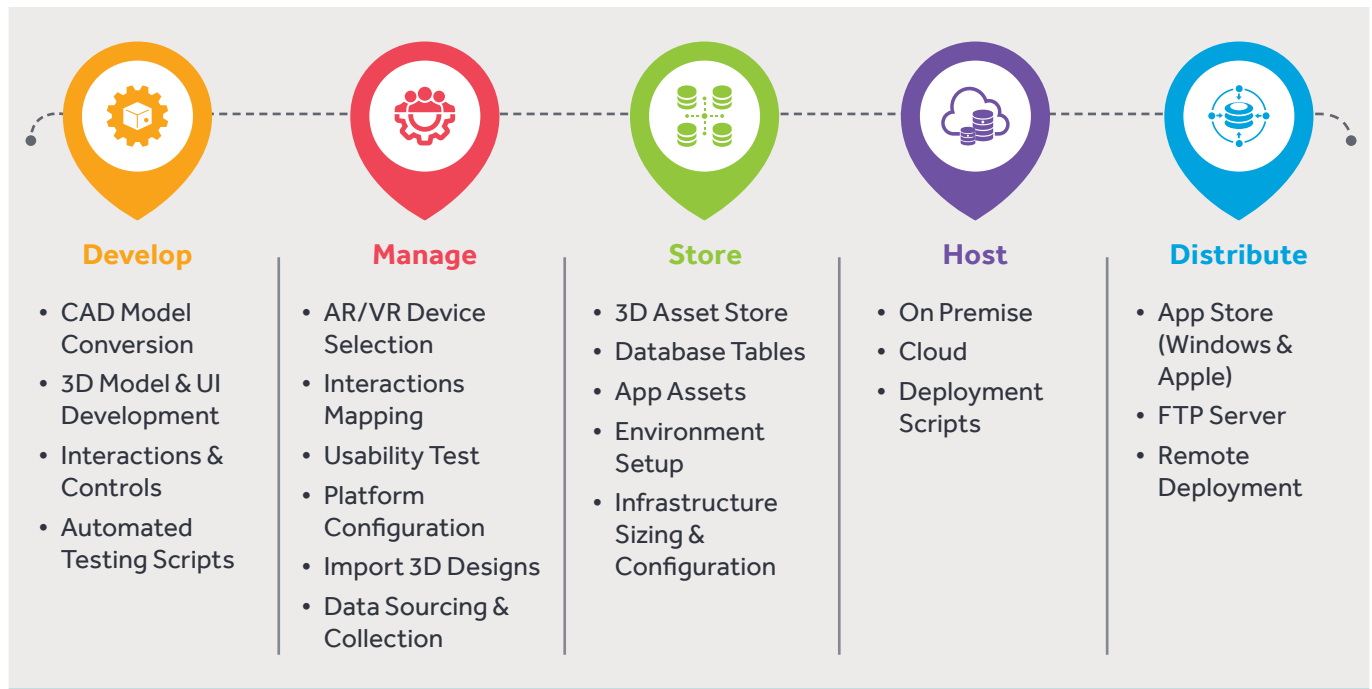 Develop
• CAD Model
Conversion
• 3D Model & UI
Development
• Interactions &
Controls
• Automated
Testing Scripts
Manage
• AR/VR Device
Selection
• Interactions
Mapping
• Usability Test
• Platform
Configuration
• Import 3D Designs
• Data Sourcing &
Collection
Store
• 3D Asset Store
• Database Tables
• App Assets
• Environment
Setup
• Infrastructure
Sizing &
Configuration
Host
• On Premise
• Cloud
• Deployment
Scripts
Distribute
• App Store
(Windows &
Apple)
• FTP Server
• Remote
Deployment